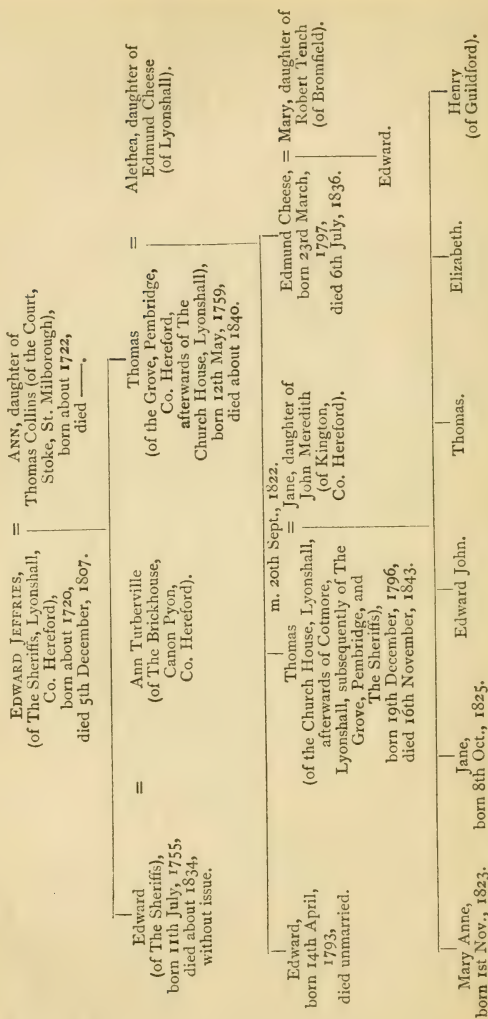 EDWARD JEFFRIES,
(of The Sheriffs, Lyonshall,
Co. Hereford),
born about 1720,
died 5th December, 1807.
=
ANN, daughter of
Thomas Collins (of the Court,
Stoke, St. Milborough),
born about 1722,
died ——.
Edward
(of The Sheriffs),
born 11th July, 1755,
died about 1834,
without issue.
=
Ann Turberville
(of The Brickhouse,
Canon Pyon,
Co. Hereford).
Thomas
(of the Grove, Pembridge,
Co. Hereford,
afterwards of The
Church House, Lyonshall),
born 12th May, 1759,
died about 1840.
=
Alethea, daughter of
Edmund Cheese
(of Lyonshall).
Edward,
born 14th April,
1793,
died unmarried.
m. 20th Sept., 1822.
Thomas
(of the Church House, Lyonshall,
afterwards of Cotmore,
Lyonshall, subsequently of The
Grove, Pembridge, and
The Sheriffs),
born 19th December, 1796,
died 16th November, 1843.
= Jane, daughter of
John Meredith
(of Kington,
Co. Hereford).
Edmund Cheese,
born 23rd March,
1797,
died 6th July, 1836.
= Mary, daughter of
Robert Tench
(of Bromfield).
Edward.
Mary Anne,
born 1st Nov., 1823.
Jane,
born 8th Oct., 1825.
Edward John.
Thomas.
Elizabeth.
Henry
(of Guildford).